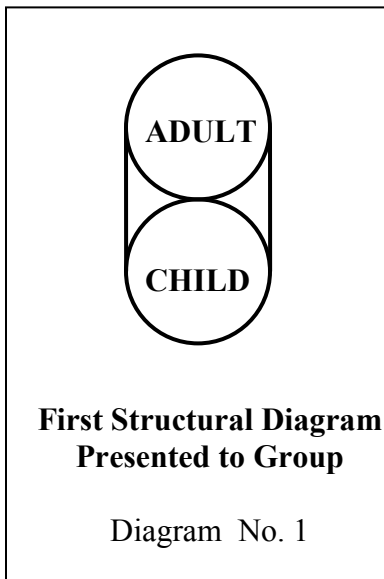 ADULT
CHILD
First Structural Diagram
Presented to Group
Diagram No. 1